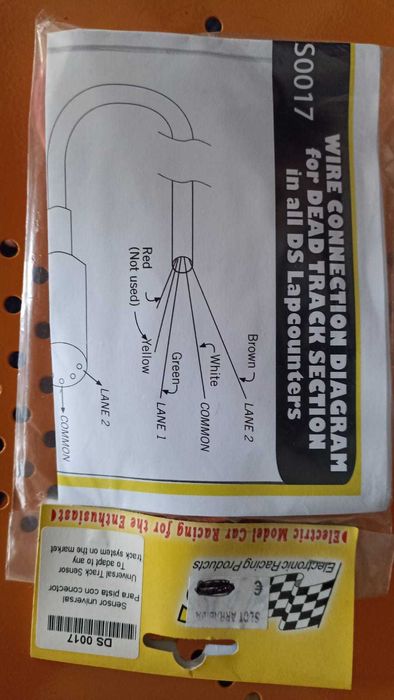 S0017
WIRE CONNECTION DIAGRAM
for DEAD TRACK SECTION
in all DS Lapcounters
Brown
LANE 2
White
COMMON
Green
LANE 1
Yellow
Red
(Not used)
LANE 2
COMMON
Electric Model Car Racing for the Enthusiast
Electronic Racing Products
€
DS 0017
Sensor universal
Para pista con conector
Universal Track Sensor
To adapt to any
track system on the market